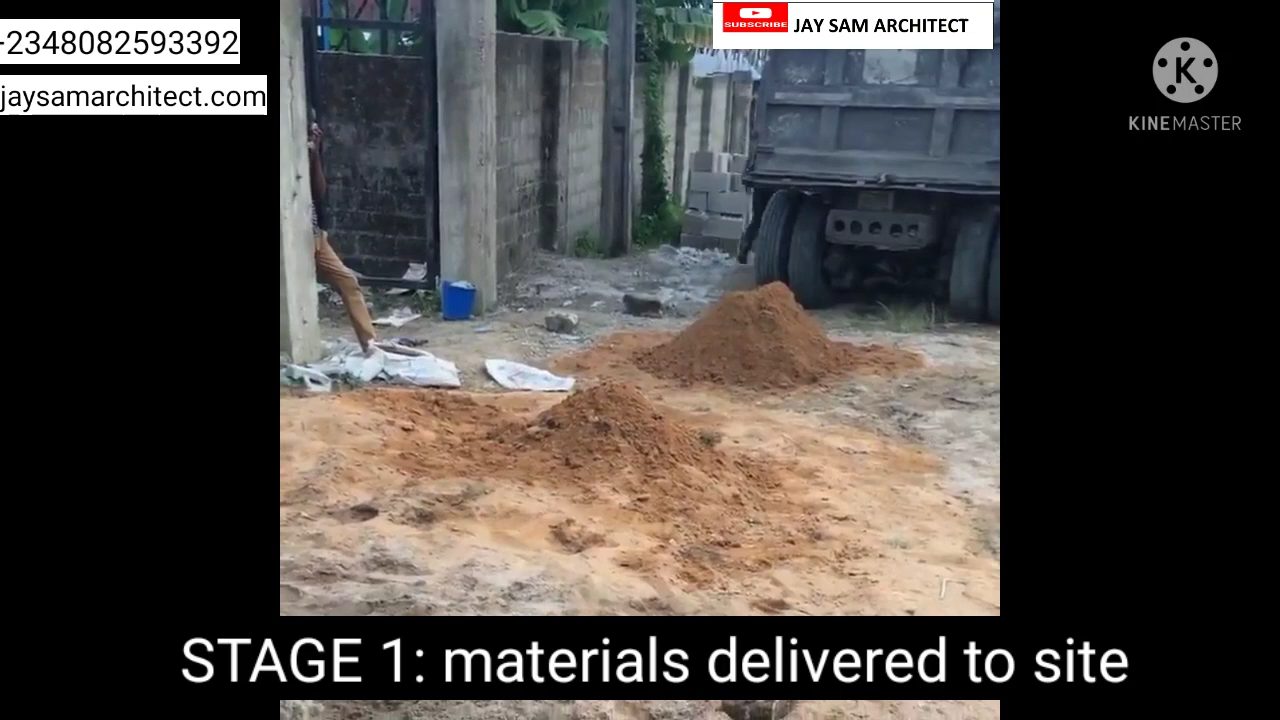 -2348082593392
jaysamarchitect.com
SUBSCRIBE
JAY SAM ARCHITECT
K
KINEMASTER
STAGE 1: materials delivered to site